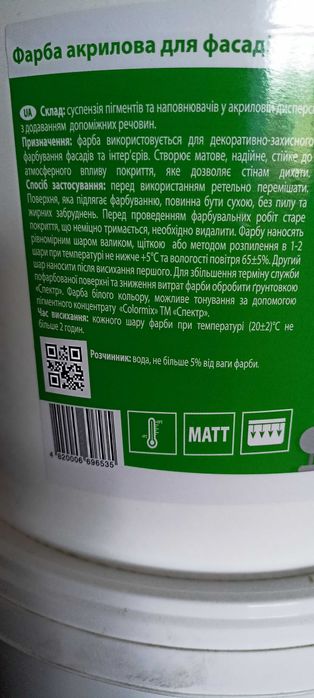 Фарба акрилова для фасаді
UA Склад: суспензія пігментів та наповнювачів у акриловій дисперс
з додаванням допоміжних речовин.
Призначення: фарба використовується для декоративно-захисного
фарбування фасадів та інтер'єрів. Створює матове, надійне, стійке до
атмосферного впливу покриття, яке дозволяє стінам дихати.
Спосіб застосування: перед використанням ретельно перемішати.
Поверхня, яка підлягає фарбуванню, повинна бути сухою, без пилу та
жирних забруднень. Перед проведенням фарбувальних робіт старе
покриття, що неміцно тримається, необхідно видалити. Фарбу наносять
рівномірним шаром валиком, щіткою або методом розпилення в 1-2
шари при температурі не нижче +5°C та вологості повітря 65±5%. Другий
шар наносити після висихання першого. Для збільшення терміну служби
пофарбованої поверхні та зниження витрат фарби обробити ґрунтовкою
«Спектр». Фарба білого кольору, можливе тонування за допомогою
пігментного концентрату «Colormix» ТМ «Спектр».
Час висихання: кожного шару фарби при температурі (20±2)°C не
більше 2 годин.
Розчинник: вода, не більше 5% від ваги фарби.
MATT
4 820006 696535